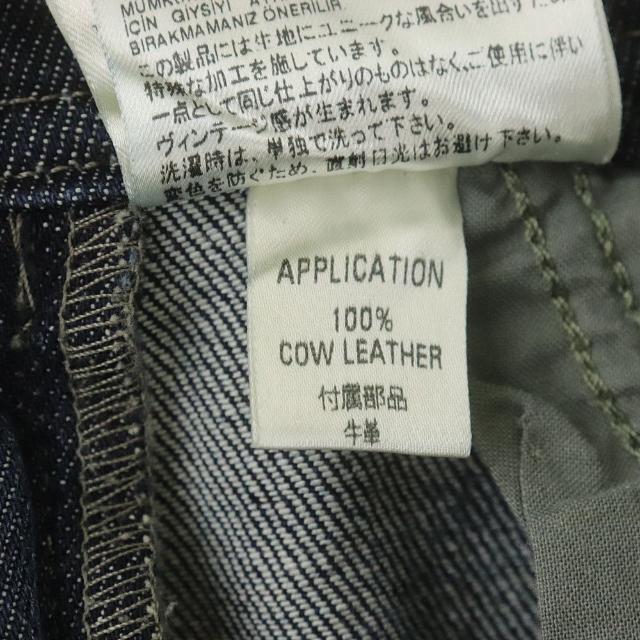 İÇİN GİYSİYİ
BIRAKMAMANIZ ÖNERİLİR
この製品には生地にユニークな風合いを出すため
特殊な加工を施しています。
一点として同じ仕上がりのものはなく、ご使用に伴い
ヴィンテージ感が生まれます。
洗濯時は、単独で洗って下さい。
変色を防ぐため、直射日光はお避け下さい。
APPLICATION
100%
COW LEATHER
付属部品
牛革